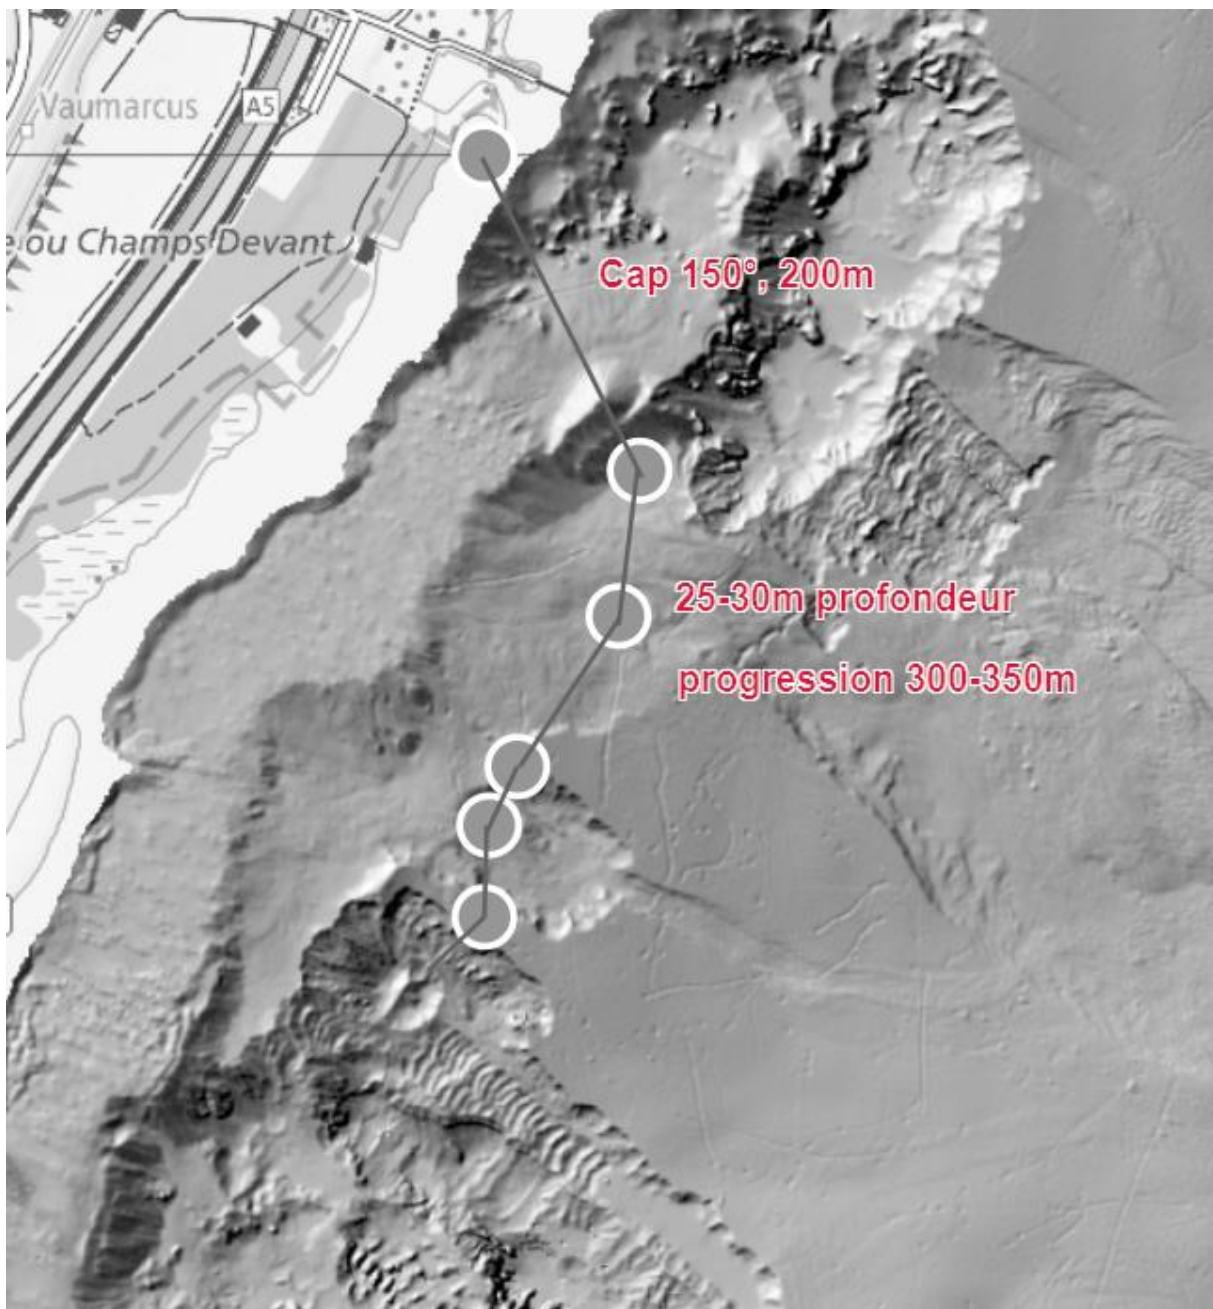 Vaumarcus
A5
e ou Champs Devant
Cap 150°, 200m
25-30m profondeur
progression 300-350m